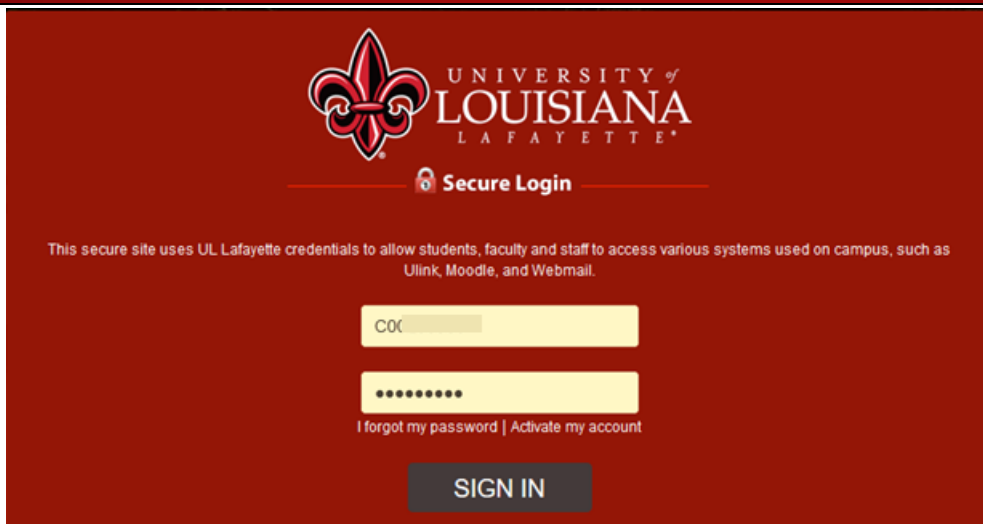 UNIVERSITY of
LOUISIANA
LAFAYETTE
®
Secure Login
This secure site uses UL Lafayette credentials to allow students, faculty and staff to access various systems used on campus, such as
Ulink, Moodle, and Webmail.
C00
•••••••••
I forgot my password | Activate my account
SIGN IN